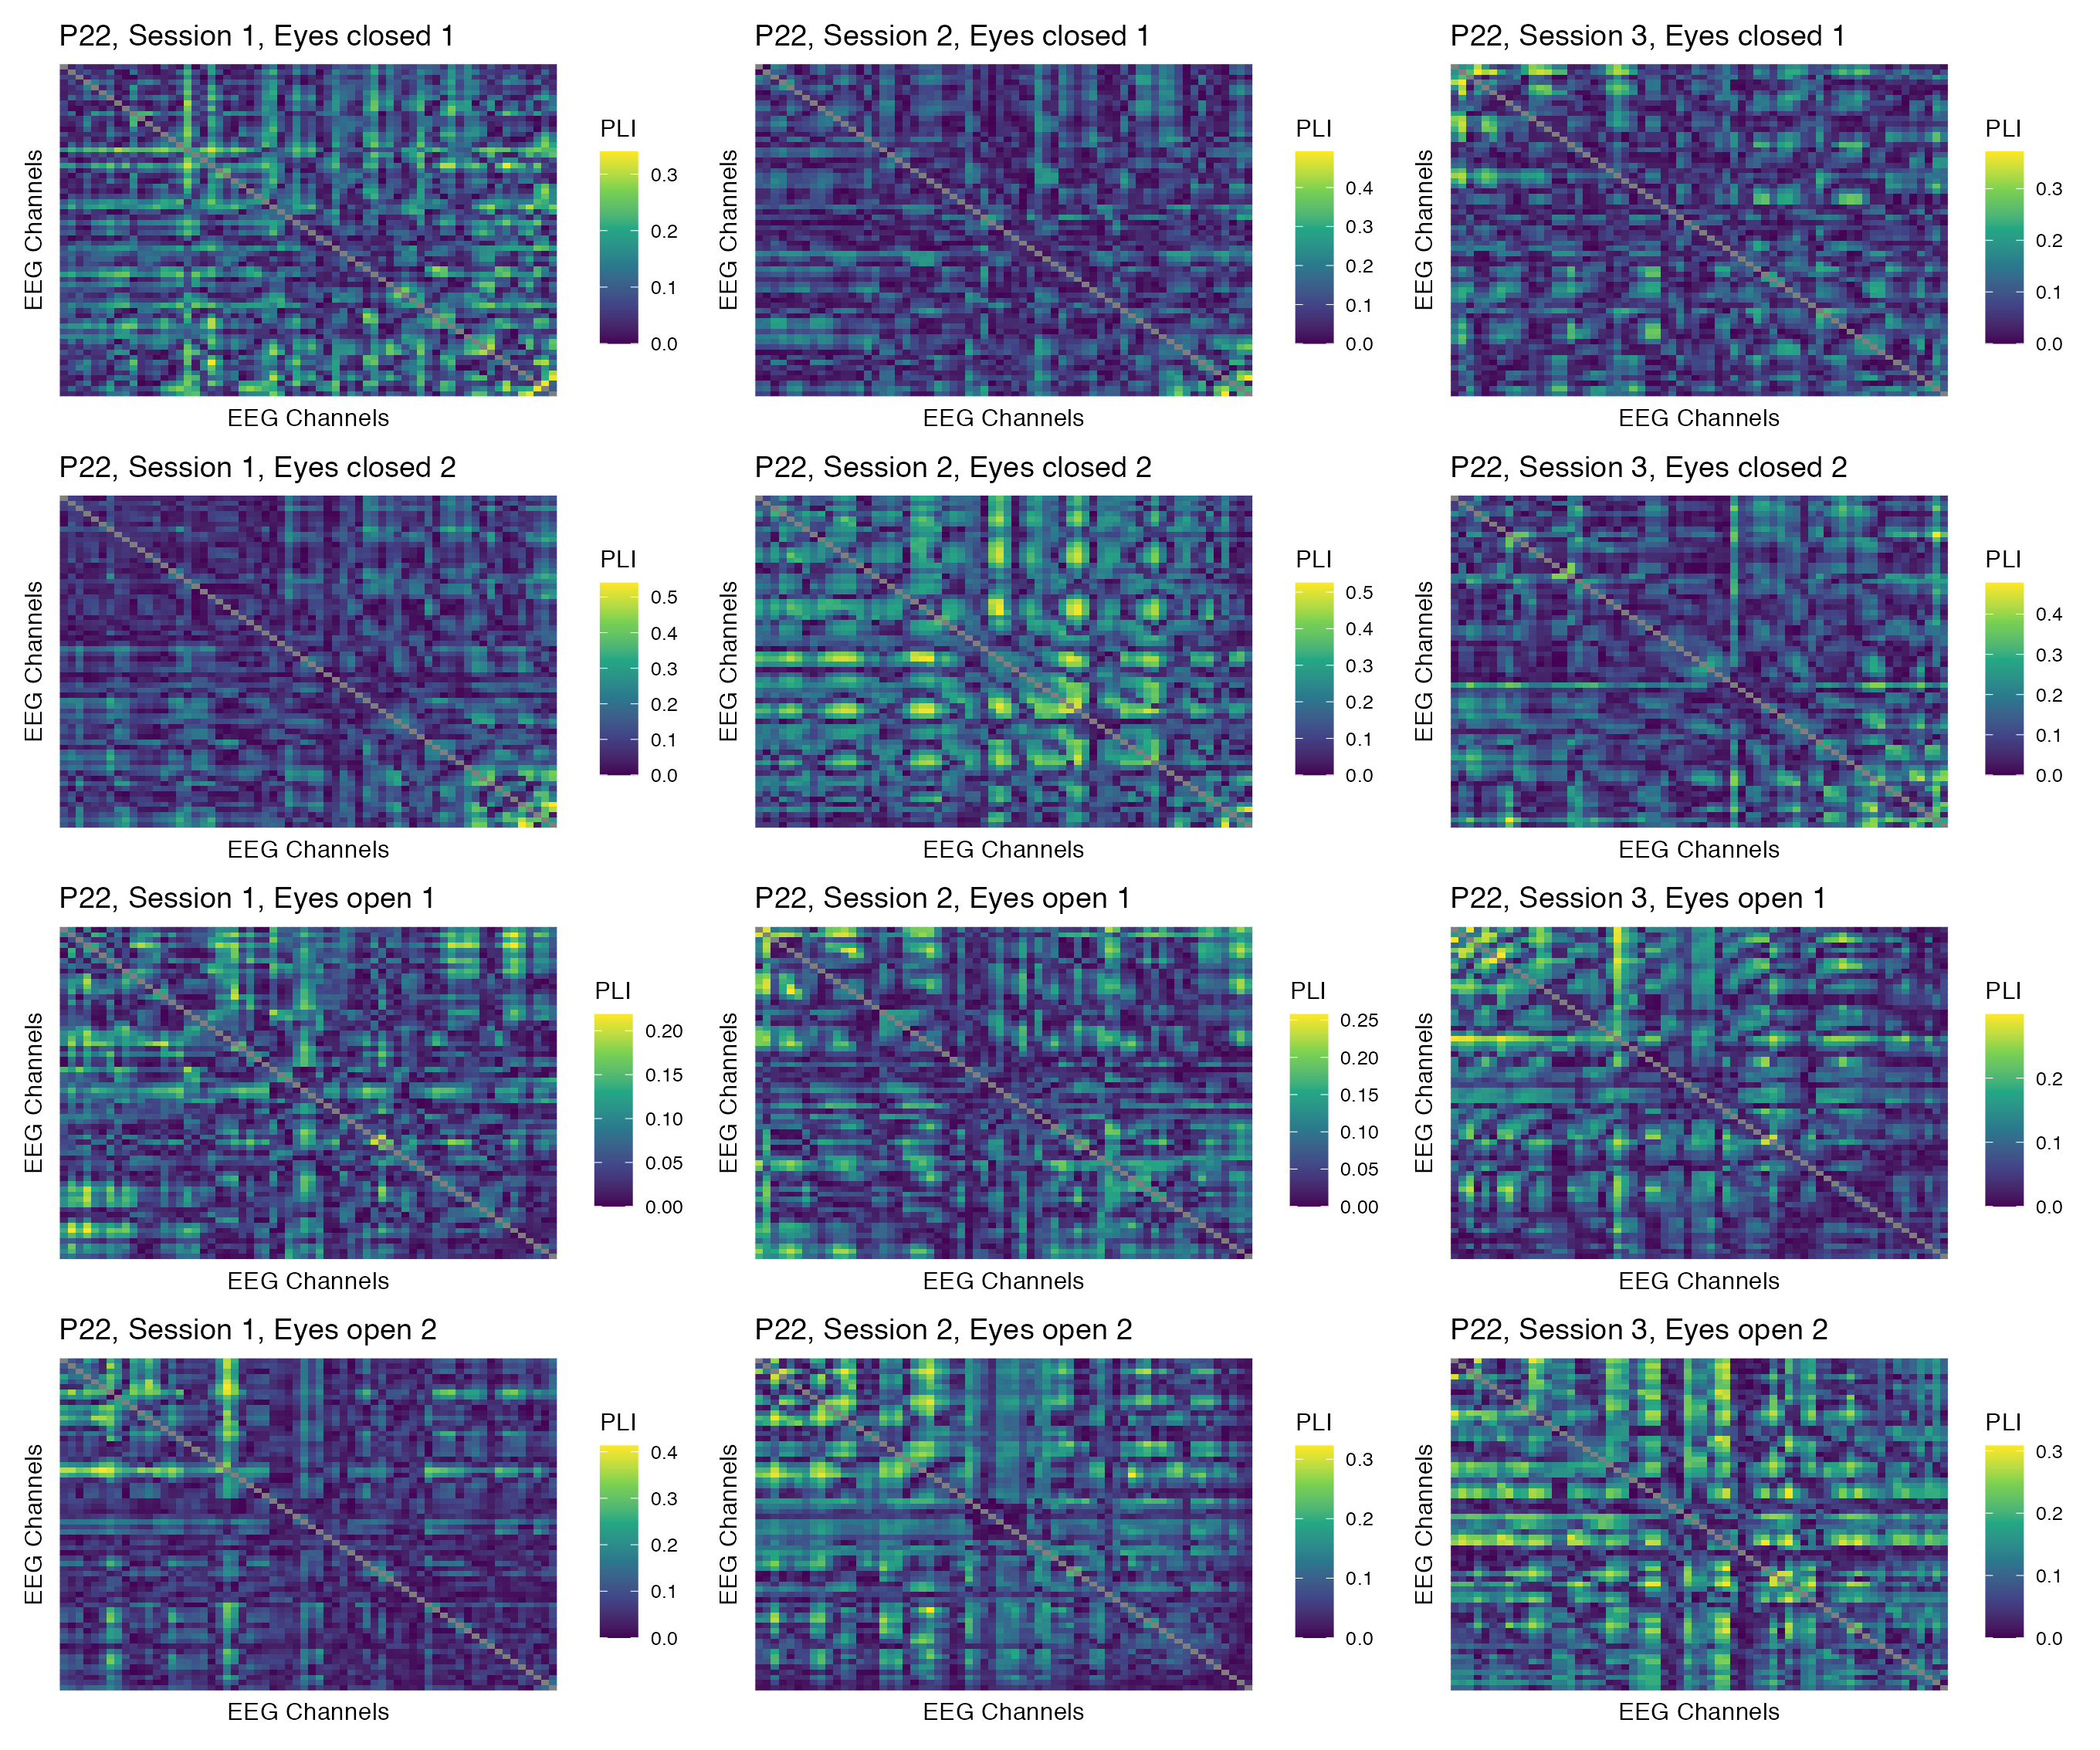 P22, Session 1, Eyes closed 1
EEG Channels
EEG Channels
PLI
0.3
0.2
0.1
0.0
P22, Session 2, Eyes closed 1
EEG Channels
EEG Channels
PLI
0.4
0.3
0.2
0.1
0.0
P22, Session 3, Eyes closed 1
EEG Channels
EEG Channels
PLI
0.3
0.2
0.1
0.0
P22, Session 1, Eyes closed 2
EEG Channels
EEG Channels
PLI
0.5
0.4
0.3
0.2
0.1
0.0
P22, Session 2, Eyes closed 2
EEG Channels
EEG Channels
PLI
0.5
0.4
0.3
0.2
0.1
0.0
P22, Session 3, Eyes closed 2
EEG Channels
EEG Channels
PLI
0.4
0.3
0.2
0.1
0.0
P22, Session 1, Eyes open 1
EEG Channels
EEG Channels
PLI
0.20
0.15
0.10
0.05
0.00
P22, Session 2, Eyes open 1
EEG Channels
EEG Channels
PLI
0.25
0.20
0.15
0.10
0.05
0.00
P22, Session 3, Eyes open 1
EEG Channels
EEG Channels
PLI
0.2
0.1
0.0
P22, Session 1, Eyes open 2
EEG Channels
EEG Channels
PLI
0.4
0.3
0.2
0.1
0.0
P22, Session 2, Eyes open 2
EEG Channels
EEG Channels
PLI
0.3
0.2
0.1
0.0
P22, Session 3, Eyes open 2
EEG Channels
EEG Channels
PLI
0.3
0.2
0.1
0.0